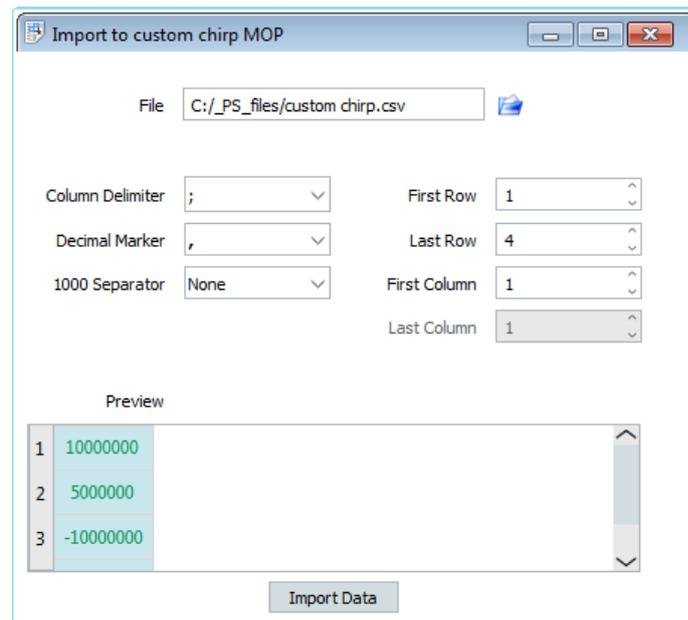 Import to custom chirp MOP
File C:/_PS_files/custom chirp.csv
Column Delimiter ; First Row 1
Decimal Marker , Last Row 4
1000 Separator None First Column 1
Last Column 1
Preview
1 10000000
2 5000000
3 -10000000
Import Data